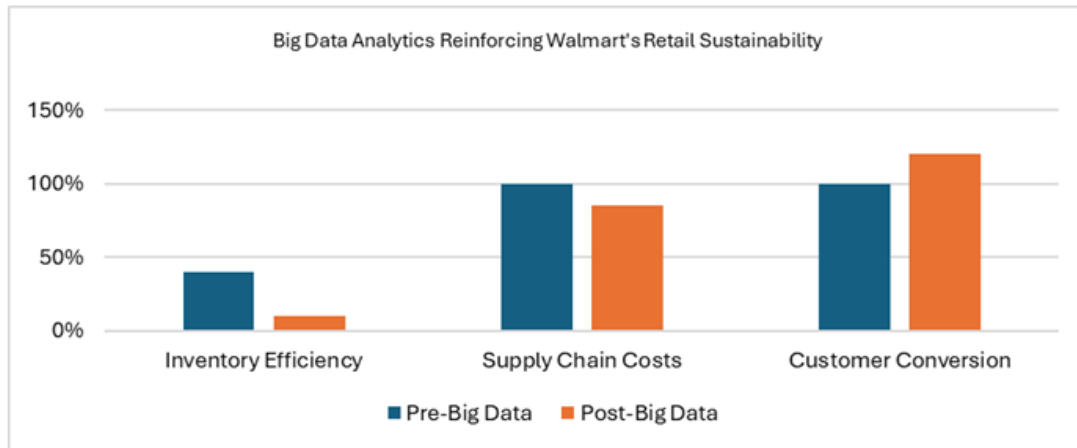 Big Data Analytics Reinforcing Walmart's Retail Sustainability
150%
100%
50%
0%
Inventory Efficiency
Supply Chain Costs
Customer Conversion
Pre-Big Data
Post-Big Data